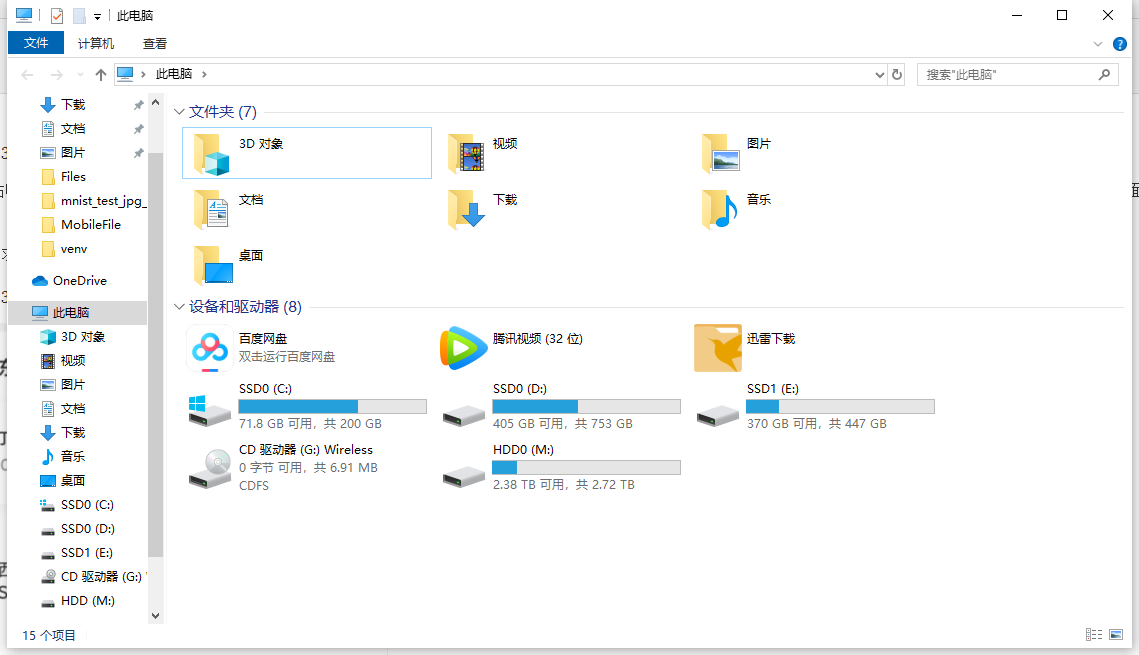 此电脑
文件 计算机 查看
此电脑
搜索"此电脑"
下载
文档
图片
Files
mnist_test_jpg_
MobileFile
venv
OneDrive
此电脑
3D 对象
视频
图片
文档
下载
音乐
桌面
SSD0 (C:)
SSD0 (D:)
SSD1 (E:)
CD 驱动器 (G:)
HDD (M:)
文件夹 (7)
3D 对象
视频
图片
文档
下载
音乐
桌面
设备和驱动器 (8)
百度网盘
双击运行百度网盘
腾讯视频 (32 位)
迅雷下载
SSD0 (C:)
71.8 GB 可用，共 200 GB
SSD0 (D:)
405 GB 可用，共 753 GB
SSD1 (E:)
370 GB 可用，共 447 GB
CD 驱动器 (G:) Wireless
0 字节 可用，共 6.91 MB
CDFS
HDD0 (M:)
2.38 TB 可用，共 2.72 TB
15 个项目